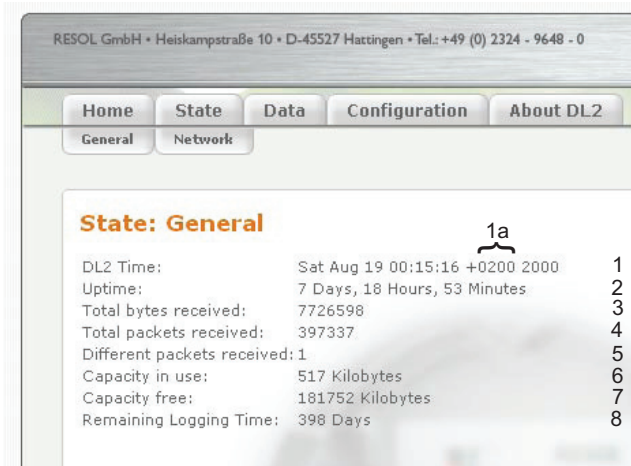 RESOL GmbH • Heiskampstraße 10 • D-45527 Hattingen • Tel.: +49 (0) 2324 - 9648 - 0
Home State Data Configuration About DL2
General Network
State: General
1a
DL2 Time: Sat Aug 19 00:15:16 +0200 2000 1
Uptime: 7 Days, 18 Hours, 53 Minutes 2
Total bytes received: 7726598 3
Total packets received: 397337 4
Different packets received: 1 5
Capacity in use: 517 Kilobytes 6
Capacity free: 181752 Kilobytes 7
Remaining Logging Time: 398 Days 8